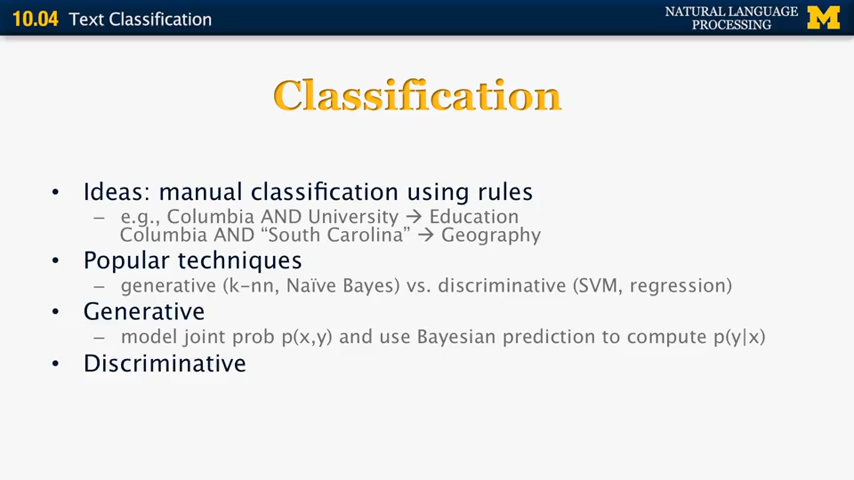 10.04 Text Classification
NATURAL LANGUAGE
PROCESSING
M
Classification
• Ideas: manual classification using rules
– e.g., Columbia AND University → Education
Columbia AND “South Carolina” → Geography
• Popular techniques
– generative (k-nn, Naïve Bayes) vs. discriminative (SVM, regression)
• Generative
– model joint prob p(x,y) and use Bayesian prediction to compute p(y|x)
• Discriminative